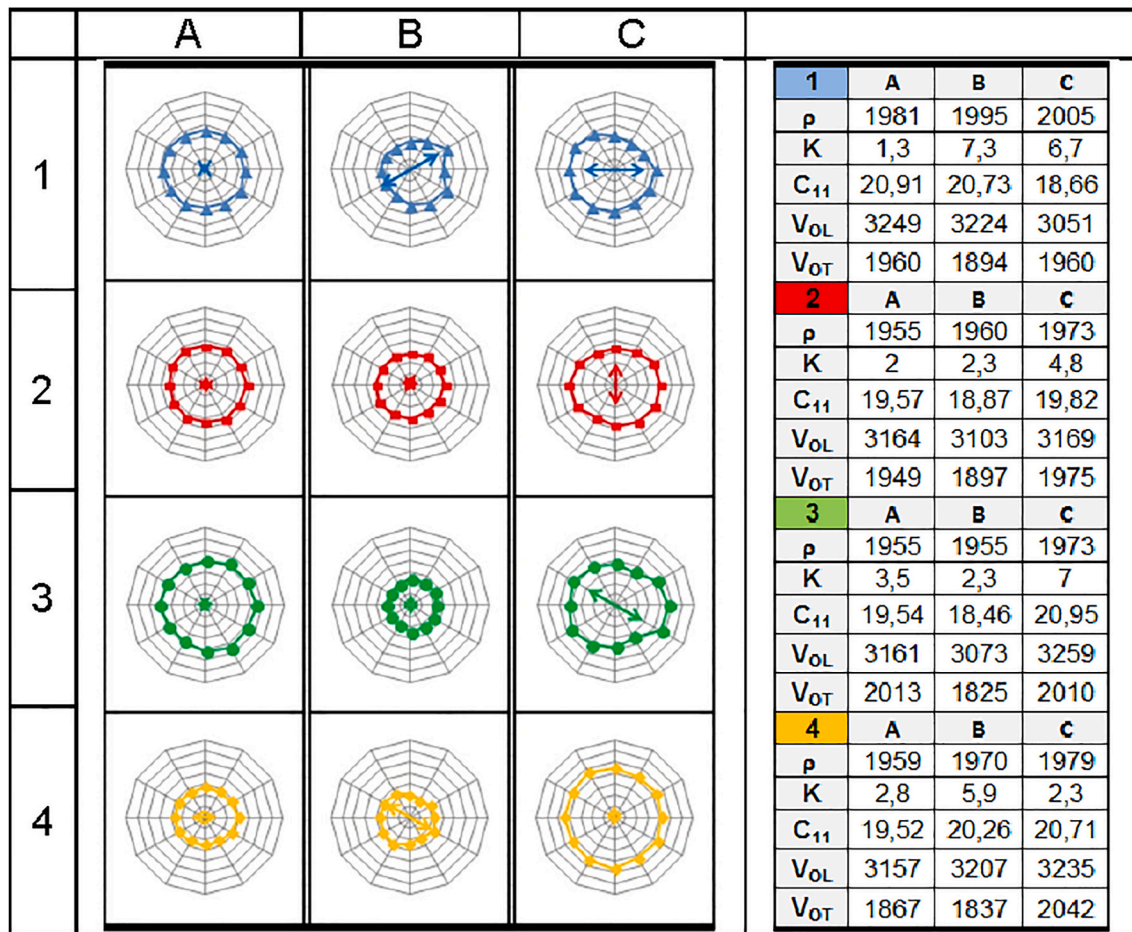 A B C
1
2
3
4
1 A B C
ρ 1981 1995 2005
K 1,3 7,3 6,7
C11 20,91 20,73 18,66
VOL 3249 3224 3051
VOT 1960 1894 1960
2 A B C
ρ 1955 1960 1973
K 2 2,3 4,8
C11 19,57 18,87 19,82
VOL 3164 3103 3169
VOT 1949 1897 1975
3 A B C
ρ 1955 1955 1973
K 3,5 2,3 7
C11 19,54 18,46 20,95
VOL 3161 3073 3259
VOT 2013 1825 2010
4 A B C
ρ 1959 1970 1979
K 2,8 5,9 2,3
C11 19,52 20,26 20,71
VOL 3157 3207 3235
VOT 1867 1837 2042